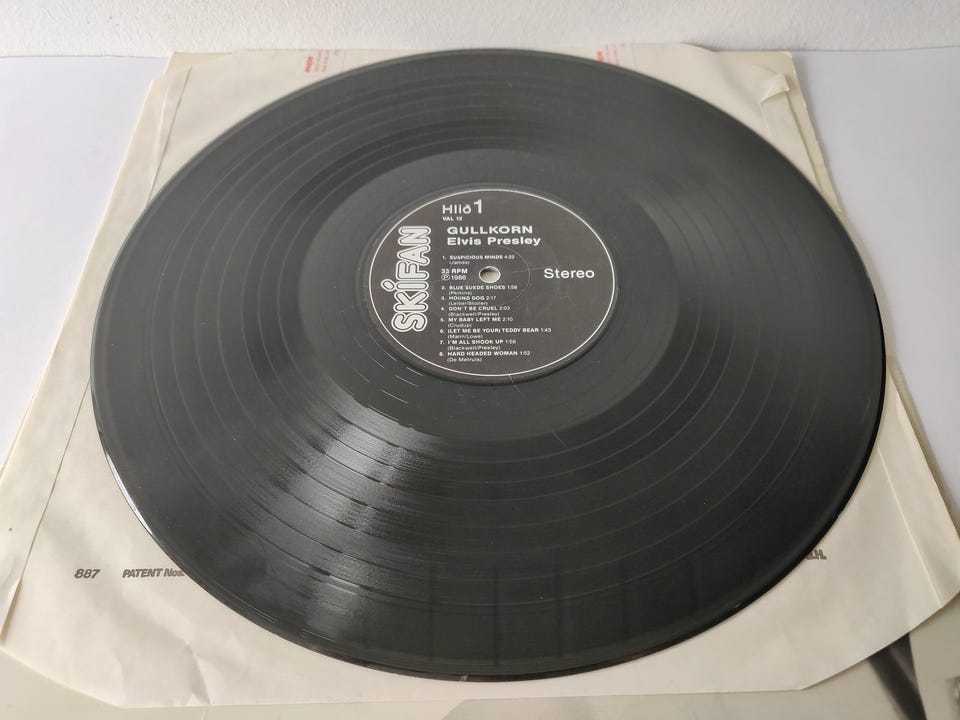 Hlið 1
VAL 12
GULLKORN
Elvis Presley
SKÍFAN
1. SUSPICIOUS MINDS 4:22
(James)
33 RPM
Ⓟ 1986
Stereo
2. BLUE SUEDE SHOES 1:58
(Perkins)
3. HOUND DOG 2:17
(Leiber/Stoller)
4. DON'T BE CRUEL 2:03
(Blackwell/Presley)
5. MY BABY LEFT ME 2:10
(Crudup)
6. (LET ME BE YOUR) TEDDY BEAR 1:43
(Mann/Lowe)
7. I'M ALL SHOOK UP 1:58
(Blackwell/Presley)
8. HARD HEADED WOMAN 1:52
(De Metruis)
887 PATENT Nos.